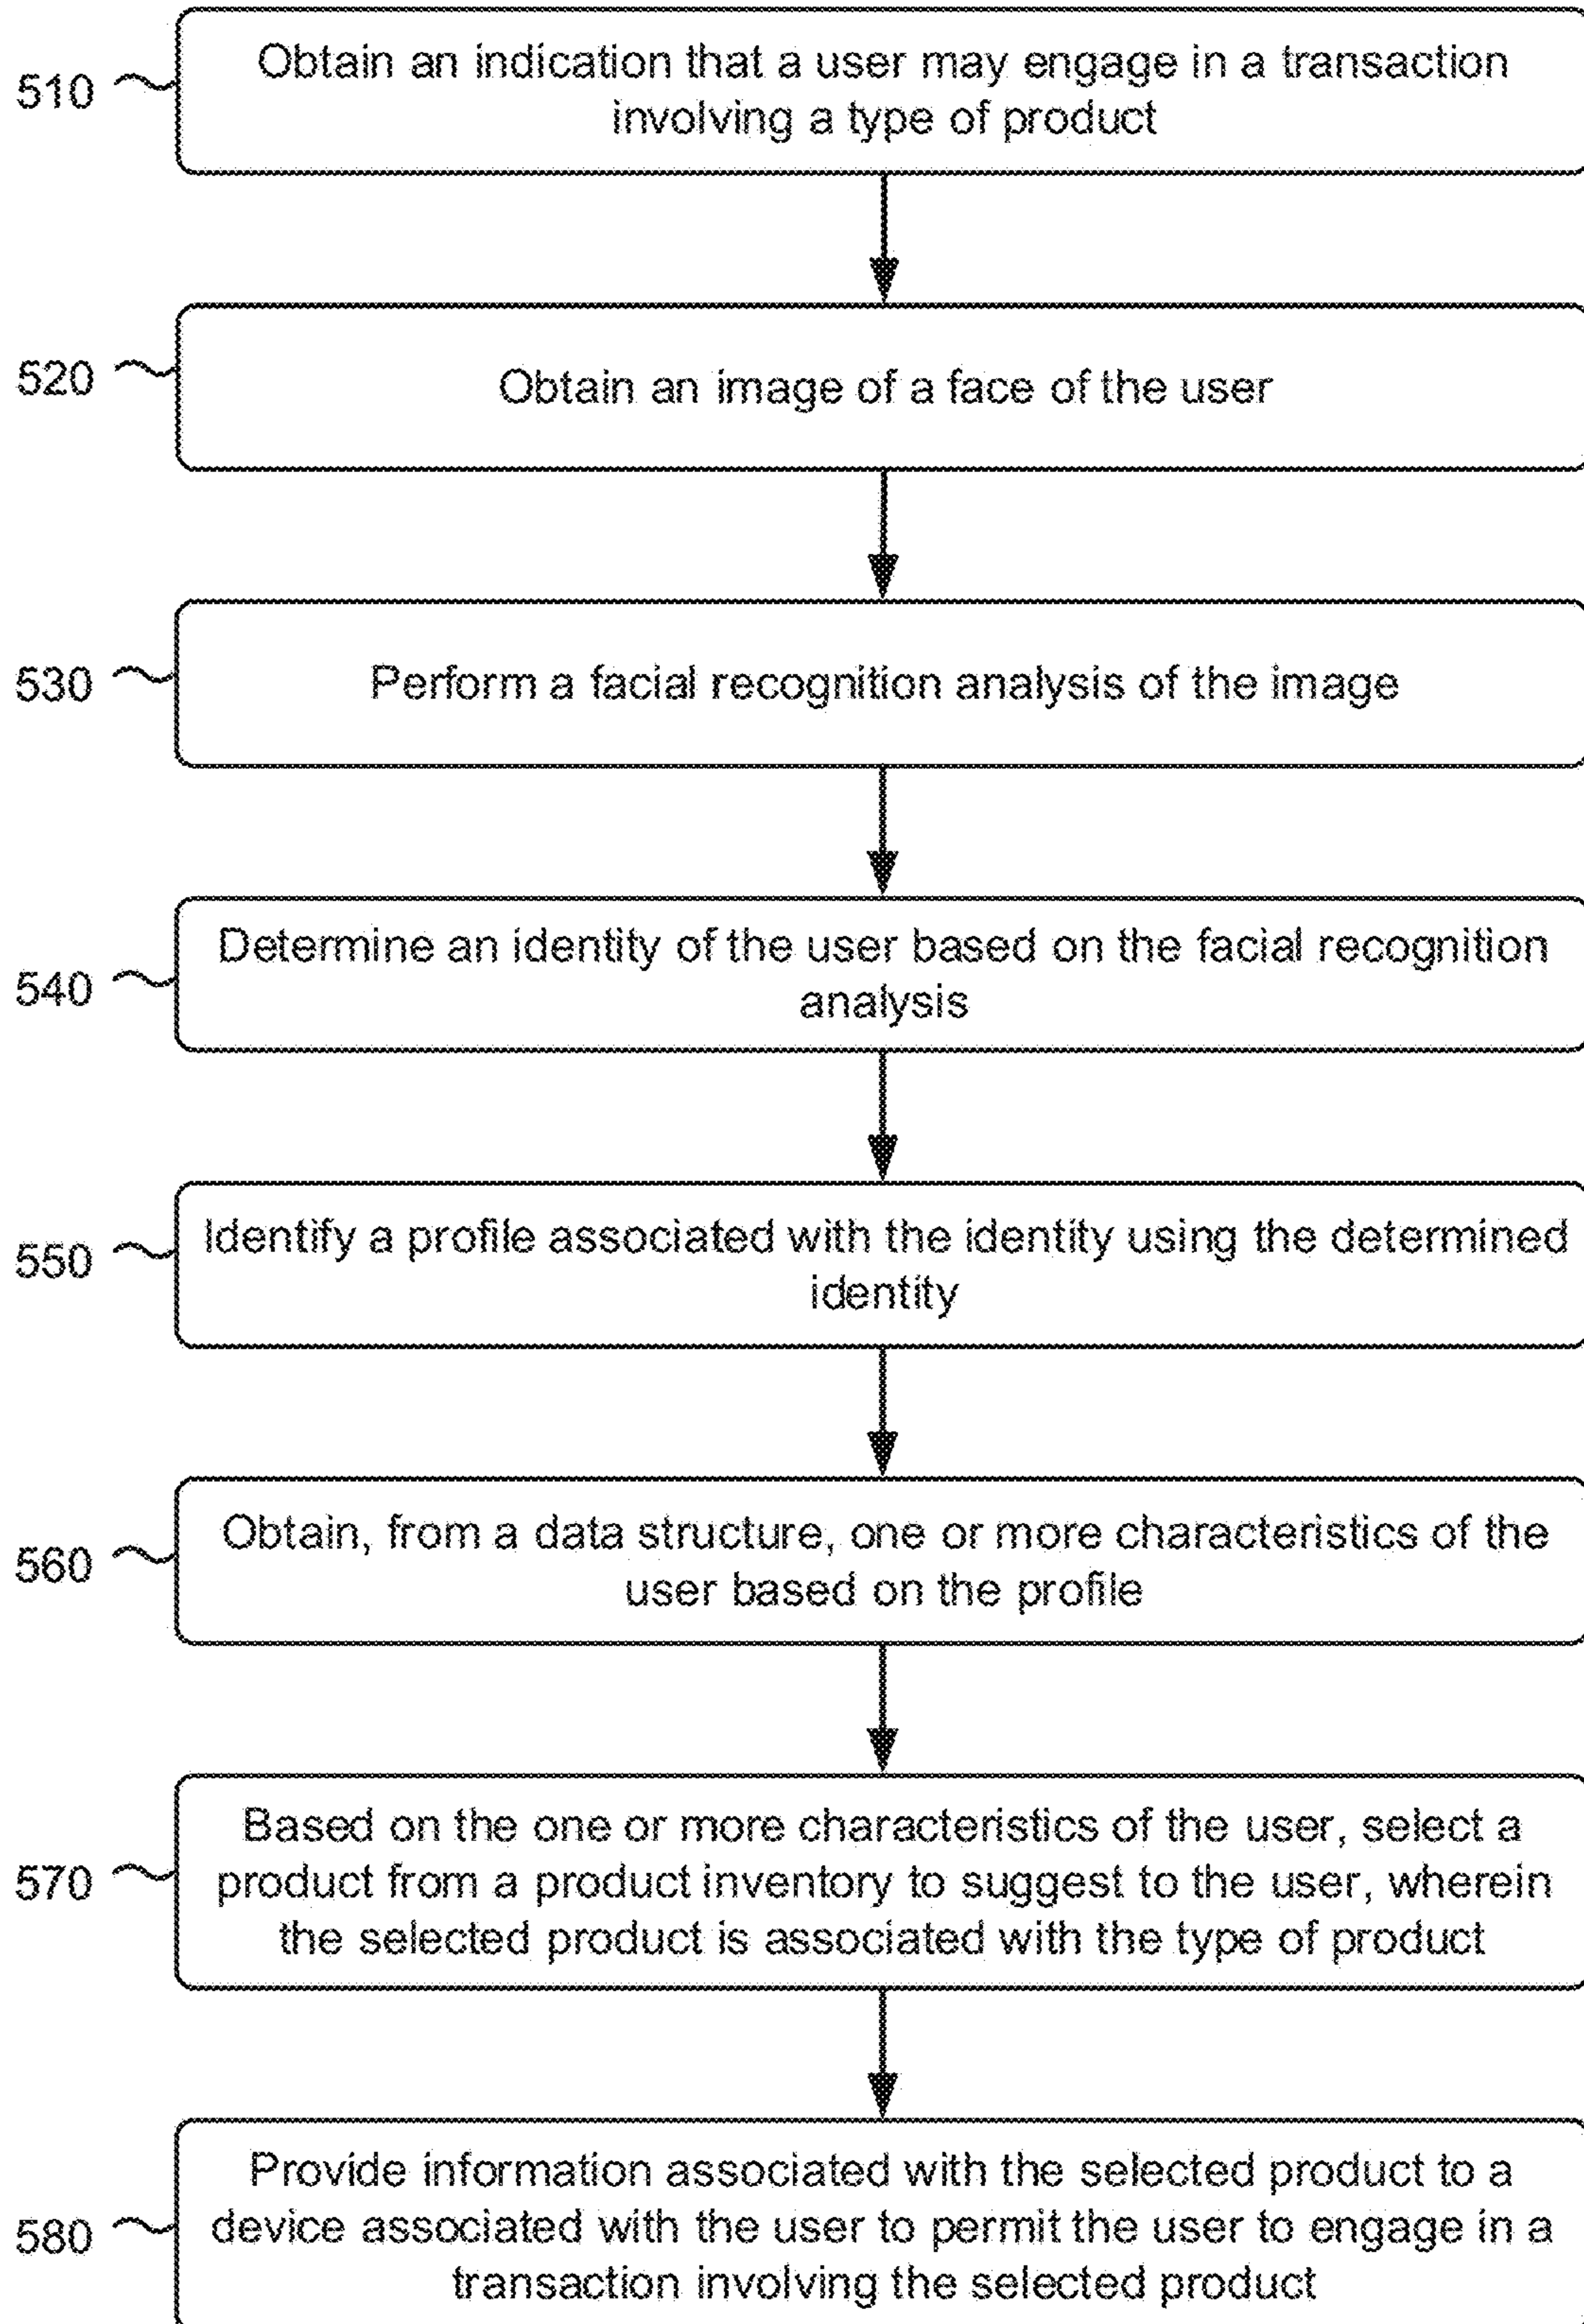 510
Obtain an indication that a user may engage in a transaction
involving a type of product
520
Obtain an image of a face of the user
530
Perform a facial recognition analysis of the image
540
Determine an identity of the user based on the facial recognition
analysis
550
Identify a profile associated with the identity using the determined
identity
560
Obtain, from a data structure, one or more characteristics of the
user based on the profile
570
Based on the one or more characteristics of the user, select a
product from a product inventory to suggest to the user, wherein
the selected product is associated with the type of product
580
Provide information associated with the selected product to a
device associated with the user to permit the user to engage in a
transaction involving the selected product